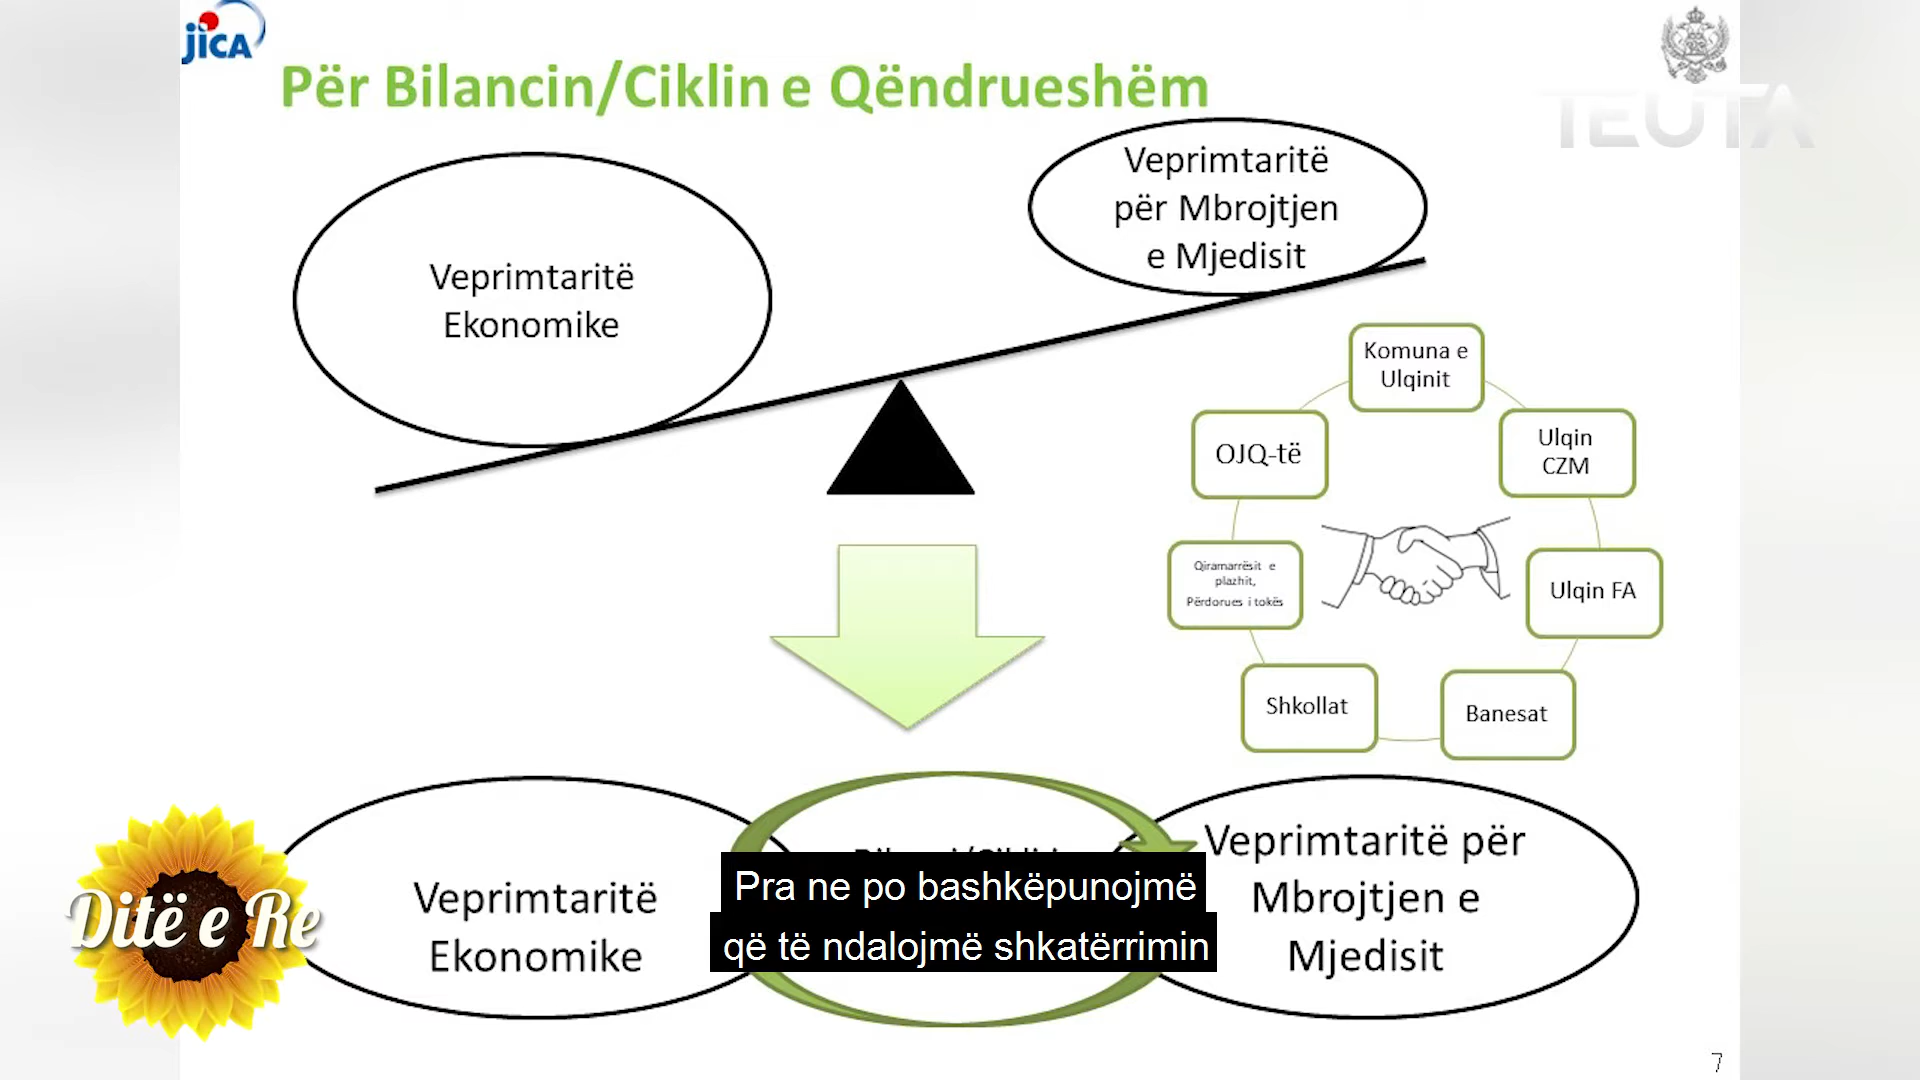 jICA
Për Bilancin/Ciklin e Qëndrueshëm
TEUTA
Veprimtaritë
Ekonomike
Veprimtaritë
për Mbrojtjen
e Mjedisit
Komuna e
Ulqinit
OJQ-të
Ulqin
CZM
Qiramarrësit e
plazhit,
Përdorues i tokës
Ulqin FA
Shkollat
Banesat
Veprimtaritë
Ekonomike
Veprimtaritë për
Mbrojtjen e
Mjedisit
Pra ne po bashkëpunojmë
që të ndalojmë shkatërrimin
Ditë e Re
7